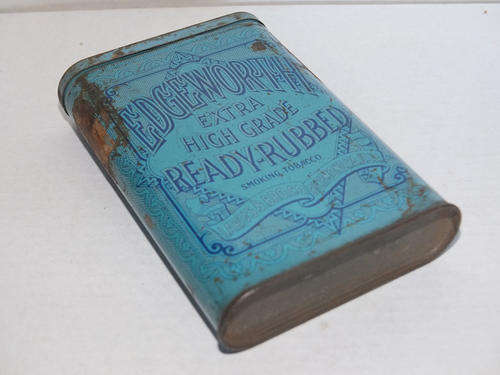 EDGEWORTH
EXTRA
HIGH GRADE
READY-RUBBED
SMOKING TOBACCO